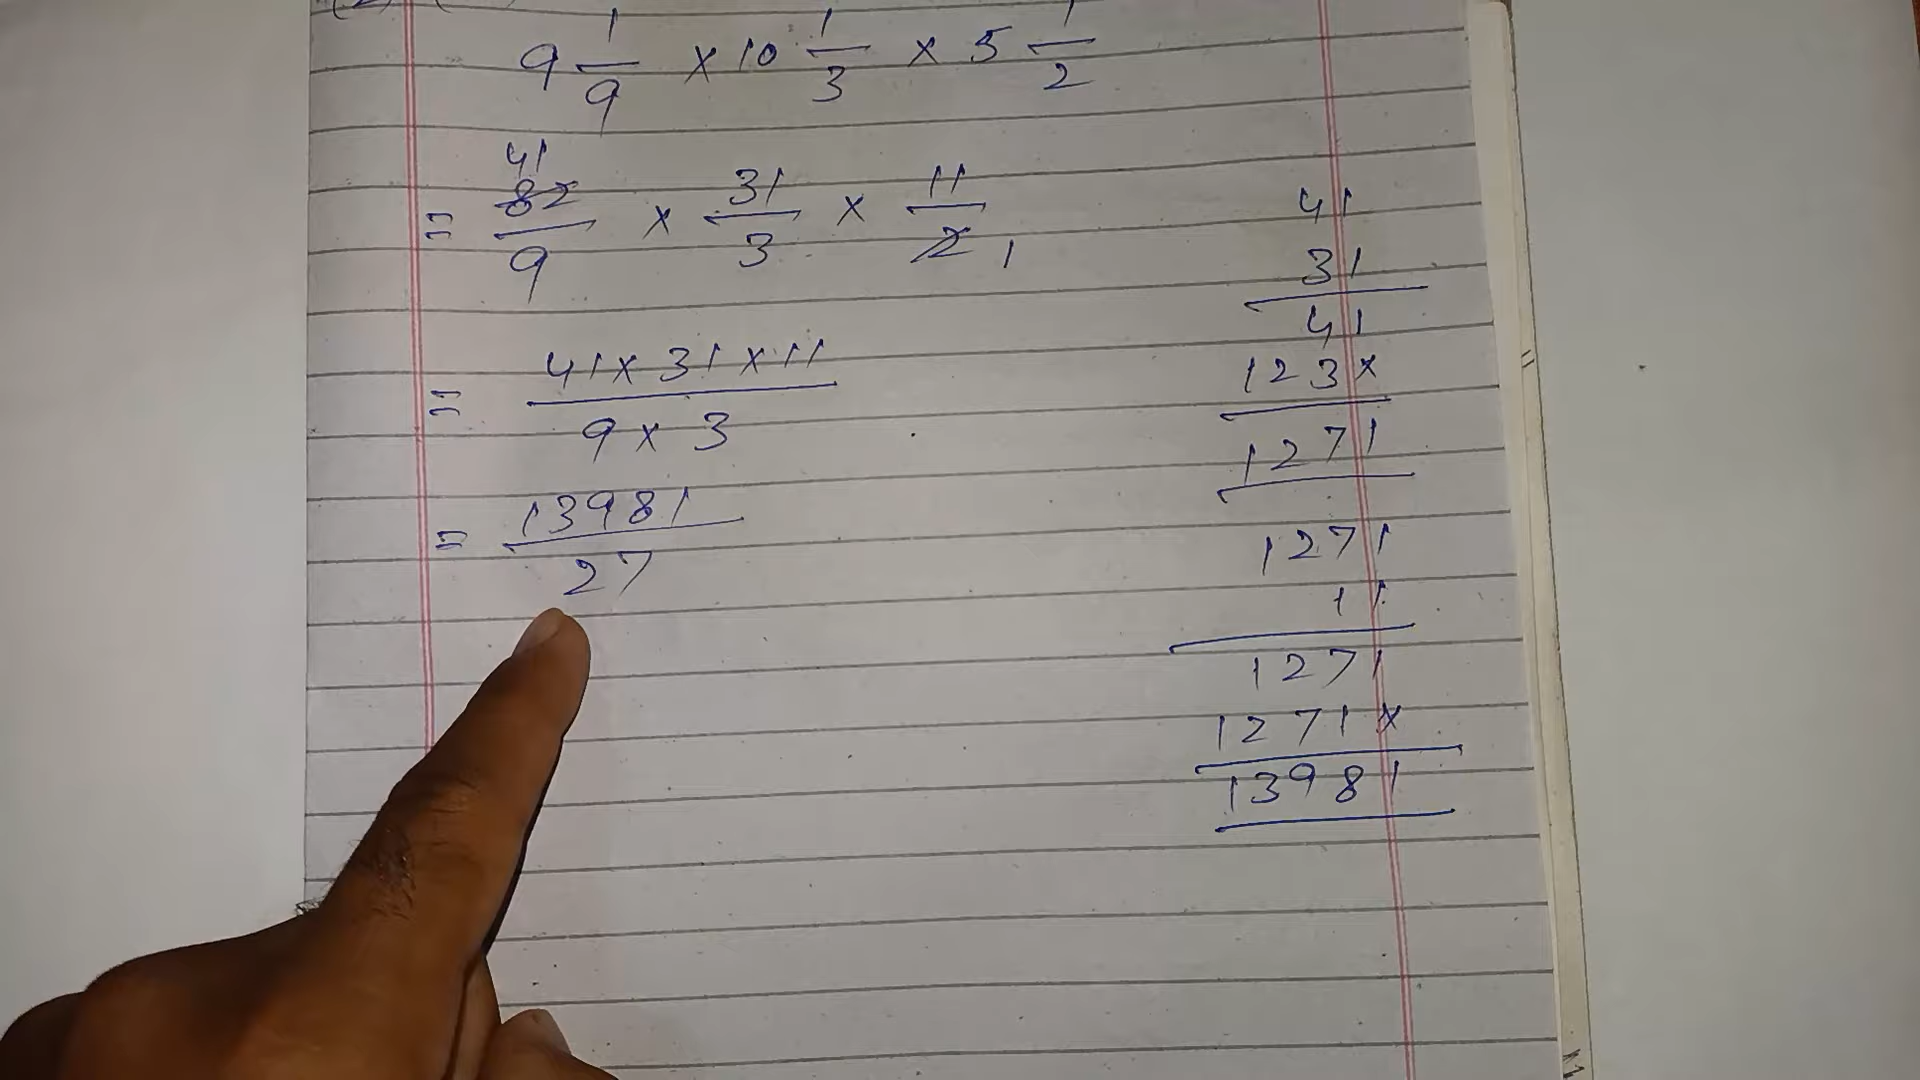 9 1/9 × 10 1/3 × 5 1/2
41
= 82/9 × 31/3 × 11/2 1
= 41 × 31 × 11 / 9 × 3
= 13981 / 27
41
31
41
123×
1271
1271
11
1271
1271×
13981